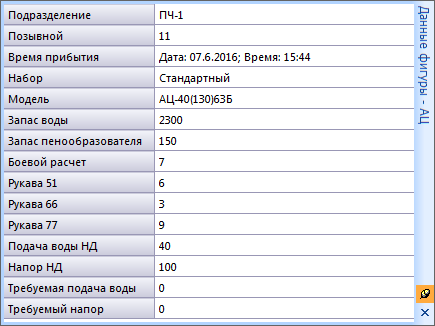 Подразделение ПЧ-1
Позывной 11
Время прибытия Дата: 07.6.2016; Время: 15:44
Набор Стандартный
Модель АЦ-40(130)63Б
Запас воды 2300
Запас пенообразователя 150
Боевой расчет 7
Рукава 51 6
Рукава 66 3
Рукава 77 9
Подача воды НД 40
Напор НД 100
Требуемая подача воды 0
Требуемый напор 0
Данные фигуры - АЦ